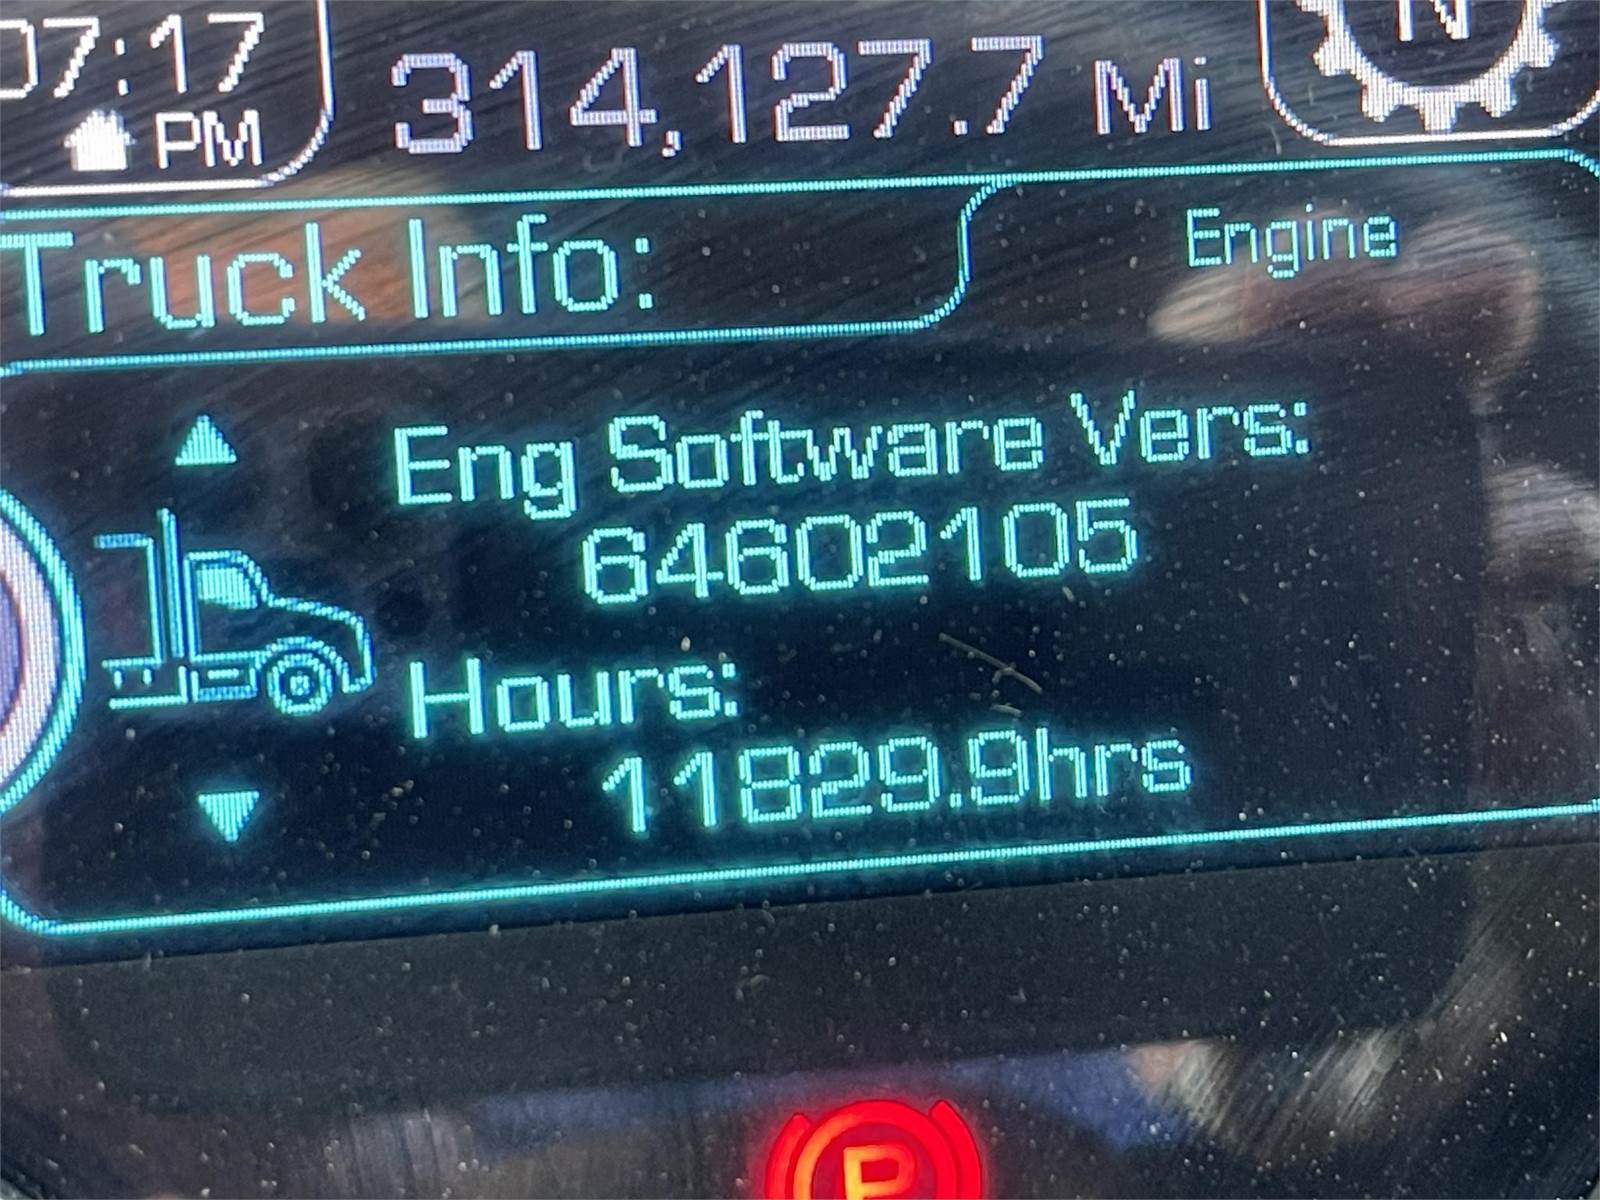 07:17
PM
314,127.7 Mi
N
Truck Info:
Engine
Eng Software Vers:
64602105
Hours:
11829.9hrs
P